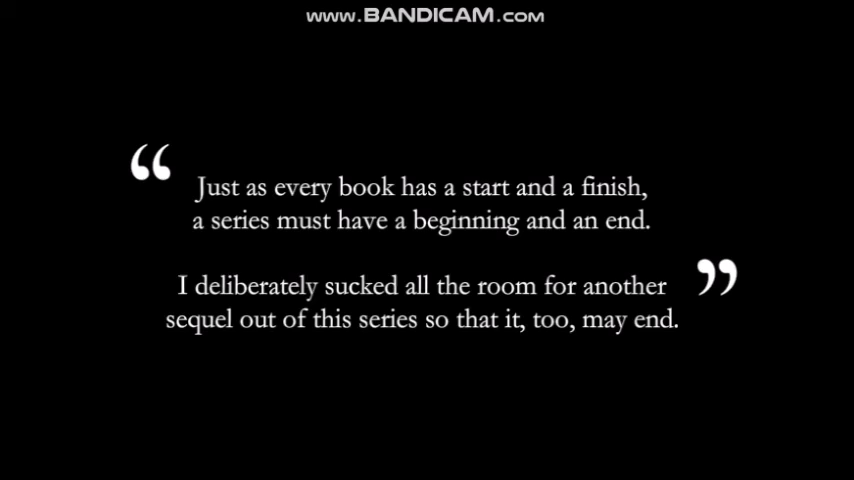 www.BANDICAM.com
“ Just as every book has a start and a finish,
a series must have a beginning and an end.
I deliberately sucked all the room for another ”
sequel out of this series so that it, too, may end.